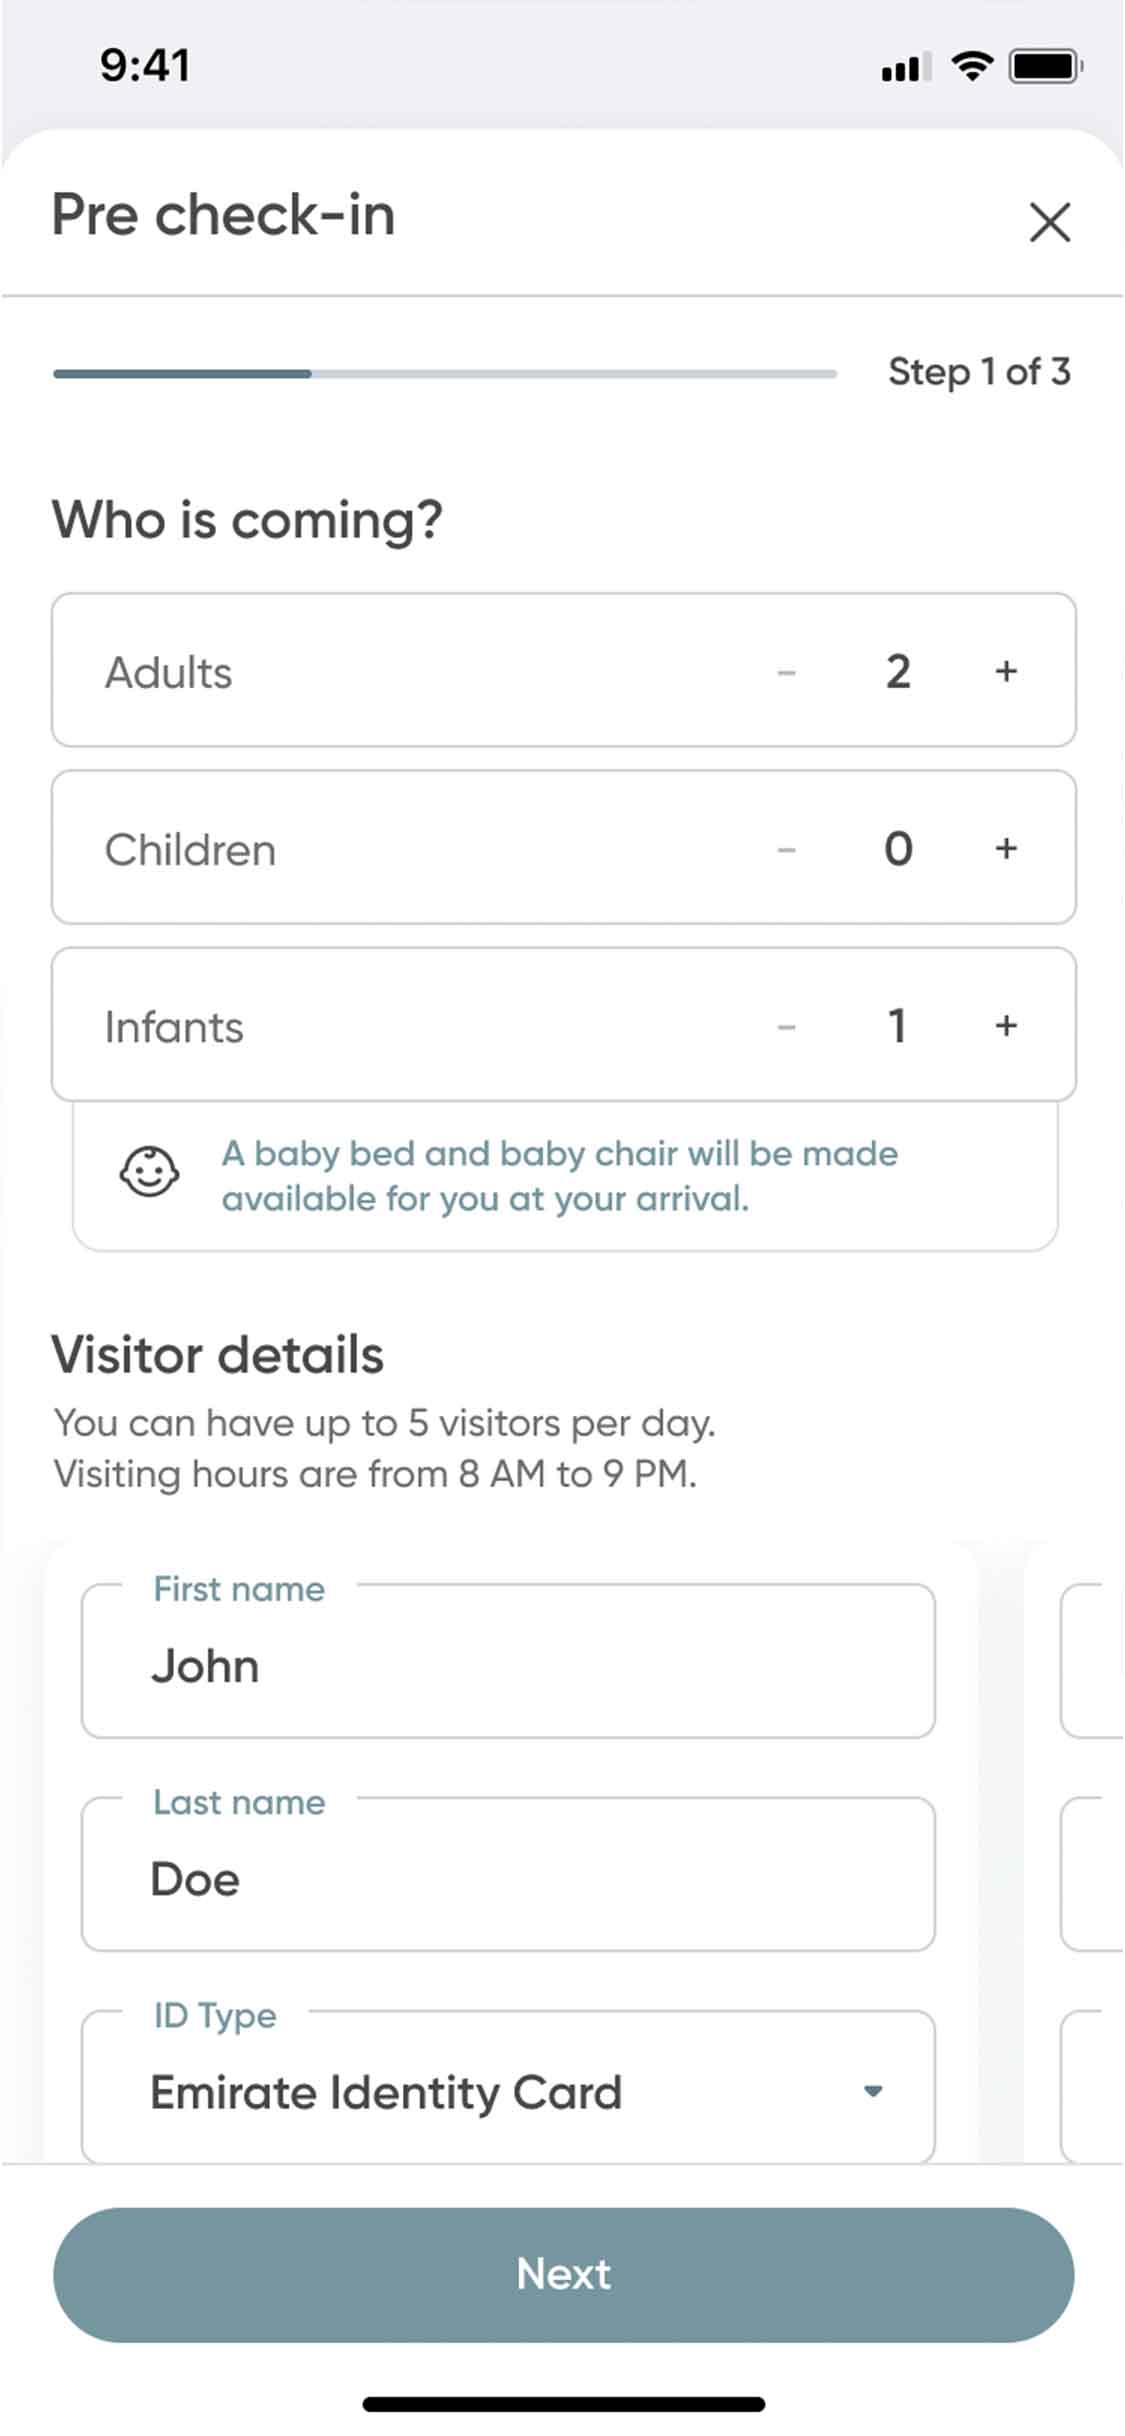 9:41
Pre check-in
Step 1 of 3
Who is coming?
Adults - 2 +
Children - 0 +
Infants - 1 +
A baby bed and baby chair will be made
available for you at your arrival.
Visitor details
You can have up to 5 visitors per day.
Visiting hours are from 8 AM to 9 PM.
First name
John
Last name
Doe
ID Type
Emirate Identity Card
Next